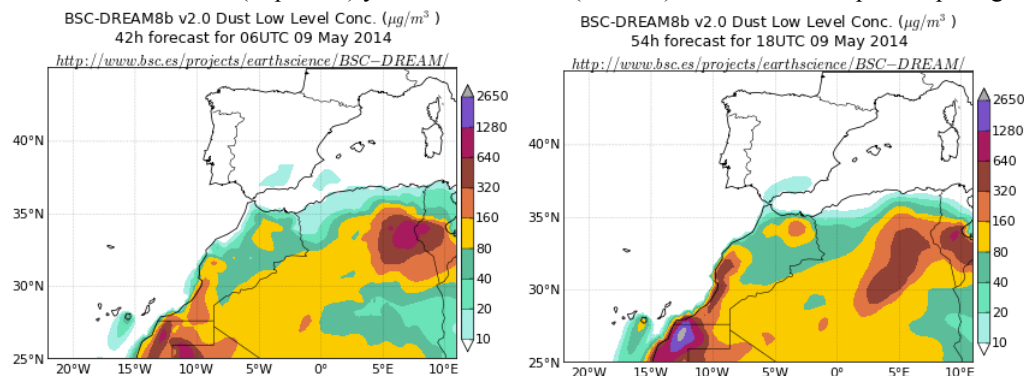 BSC-DREAM8b v2.0 Dust Low Level Conc. (μg/m³ )
42h forecast for 06UTC 09 May 2014
http://www.bsc.es/projects/earthscience/BSC−DREAM/
2650
1280
640
320
160
80
40
20
10
40°N
35°N
30°N
25°N
20°W 15°W 10°W 5°W 0° 5°E 10°E
BSC-DREAM8b v2.0 Dust Low Level Conc. (μg/m³ )
54h forecast for 18UTC 09 May 2014
http://www.bsc.es/projects/earthscience/BSC−DREAM/
2650
1280
640
320
160
80
40
20
10
40°N
35°N
30°N
25°N
20°W 15°W 10°W 5°W 0° 5°E 10°E